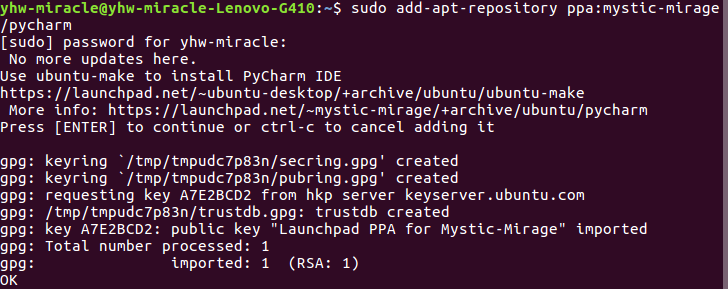 yhw-miracle@yhw-miracle-Lenovo-G410:~$ sudo add-apt-repository ppa:mystic-mirage
/pycharm
[sudo] password for yhw-miracle:
 No more updates here.
Use ubuntu-make to install PyCharm IDE
https://launchpad.net/~ubuntu-desktop/+archive/ubuntu/ubuntu-make
 More info: https://launchpad.net/~mystic-mirage/+archive/ubuntu/pycharm
Press [ENTER] to continue or ctrl-c to cancel adding it
gpg: keyring `/tmp/tmpudc7p83n/secring.gpg' created
gpg: keyring `/tmp/tmpudc7p83n/pubring.gpg' created
gpg: requesting key A7E2BCD2 from hkp server keyserver.ubuntu.com
gpg: /tmp/tmpudc7p83n/trustdb.gpg: trustdb created
gpg: key A7E2BCD2: public key "Launchpad PPA for Mystic-Mirage" imported
gpg: Total number processed: 1
gpg:               imported: 1  (RSA: 1)
OK